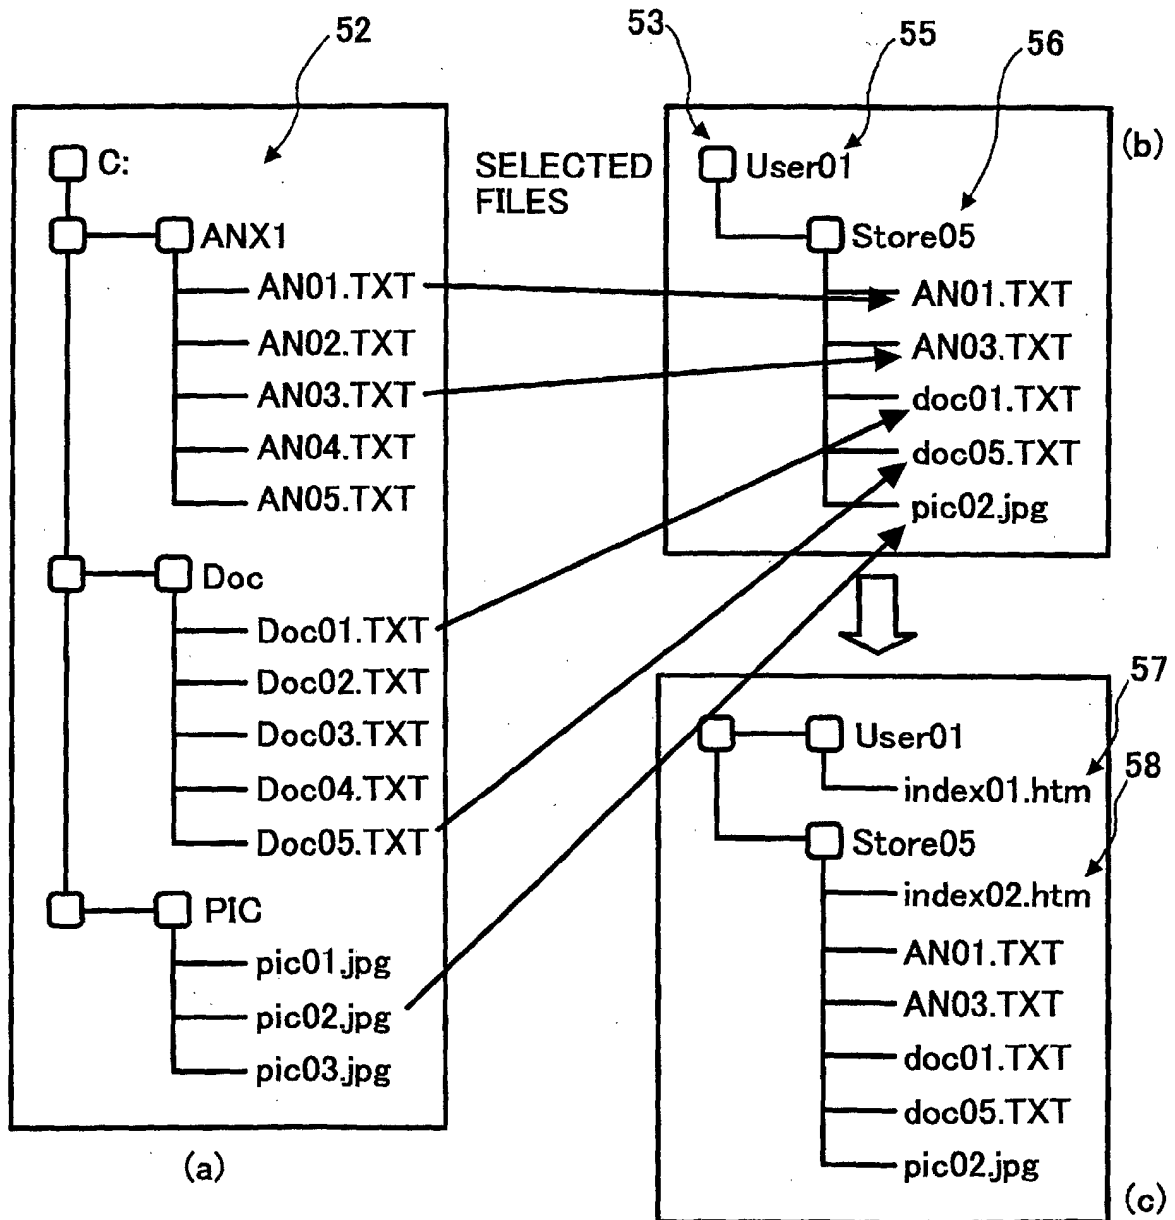 52
C:
ANX1
AN01.TXT
AN02.TXT
AN03.TXT
AN04.TXT
AN05.TXT
Doc
Doc01.TXT
Doc02.TXT
Doc03.TXT
Doc04.TXT
Doc05.TXT
PIC
pic01.jpg
pic02.jpg
pic03.jpg
(a)
SELECTED
FILES
53
55
56
(b)
User01
Store05
AN01.TXT
AN03.TXT
doc01.TXT
doc05.TXT
pic02.jpg
57
58
User01
index01.htm
Store05
index02.htm
AN01.TXT
AN03.TXT
doc01.TXT
doc05.TXT
pic02.jpg
(c)